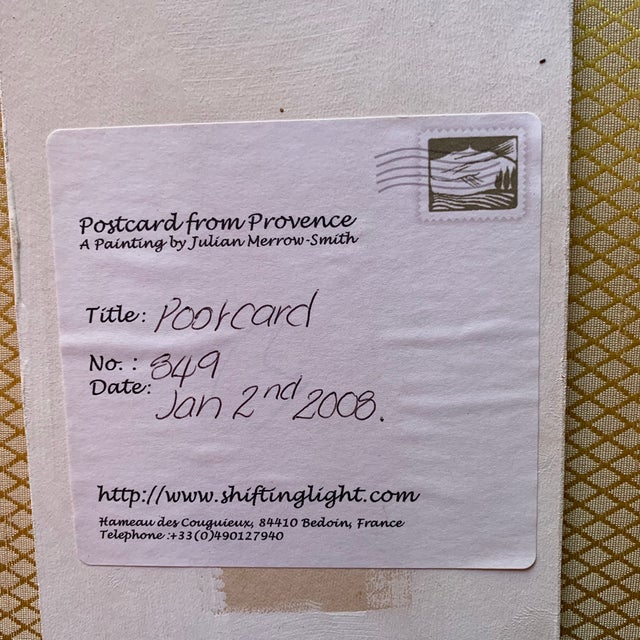 Postcard from Provence
A Painting by Julian Merrow-Smith
Title: Postcard
No. : 849
Date: Jan 2nd 2008.
http://www.shiftinglight.com
Hameau des Couguieux, 84410 Bedoin, France
Telephone :+33(0)490127940